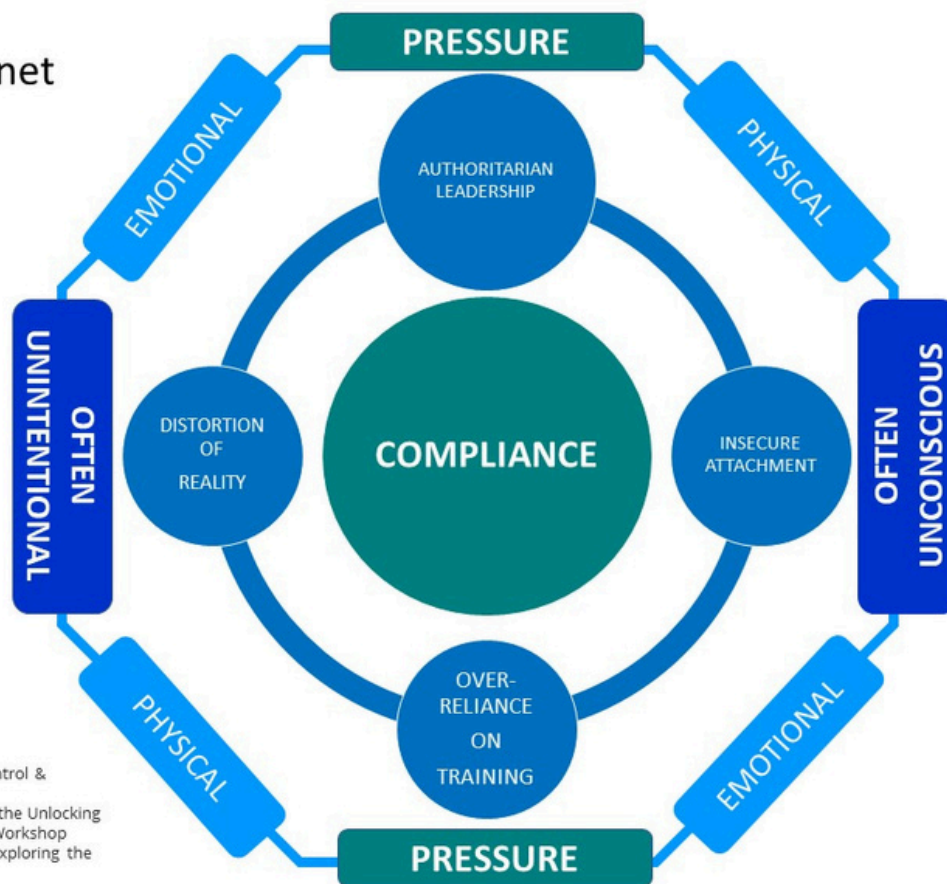 net
PRESSURE
EMOTIONAL
PHYSICAL
AUTHORITARIAN
LEADERSHIP
OFTEN
UNINTENTIONAL
DISTORTION
OF
REALITY
COMPLIANCE
INSECURE
ATTACHMENT
OFTEN
UNCONSCIOUS
OVER-
RELIANCE
ON
TRAINING
PHYSICAL
EMOTIONAL
PRESSURE
ntrol &
the Unlocking
Workshop
xploring the